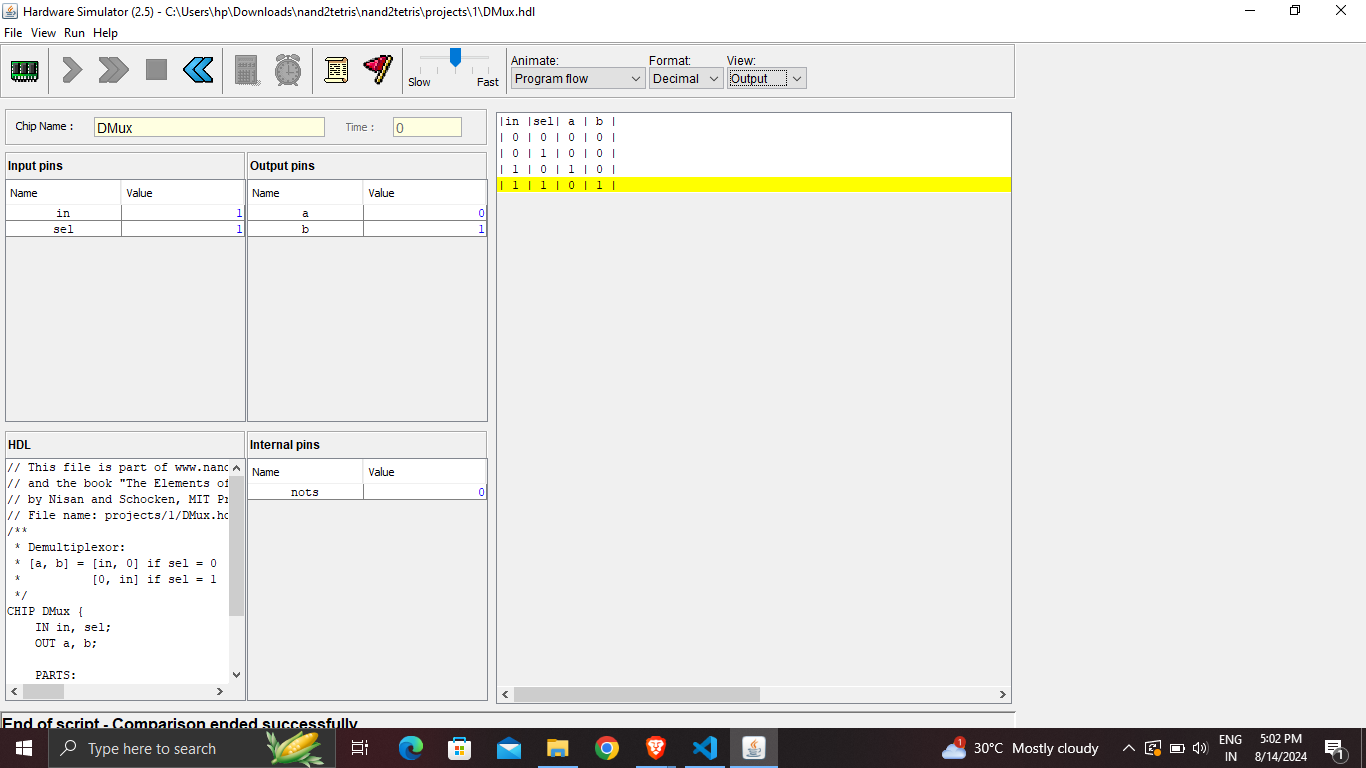 Hardware Simulator (2.5) - C:\Users\hp\Downloads\nand2tetris\nand2tetris\projects\1\DMux.hdl
File View Run Help
Animate: Format: View:
Slow Fast Program flow Decimal Output
Chip Name : DMux Time : 0
Input pins Output pins
Name Value Name Value
in 1 a 0
sel 1 b 1
|in |sel| a | b |
| 0 | 0 | 0 | 0 |
| 0 | 1 | 0 | 0 |
| 1 | 0 | 1 | 0 |
| 1 | 1 | 0 | 1 |
HDL
// This file is part of www.nand
// and the book "The Elements of
// by Nisan and Schocken, MIT Pr
// File name: projects/1/DMux.hd
/**
* Demultiplexor:
* [a, b] = [in, 0] if sel = 0
* [0, in] if sel = 1
*/
CHIP DMux {
IN in, sel;
OUT a, b;
PARTS:
Internal pins
Name Value
nots 0
End of script - Comparison ended successfully
Type here to search
30°C Mostly cloudy
ENG
IN
5:02 PM
8/14/2024
1
1